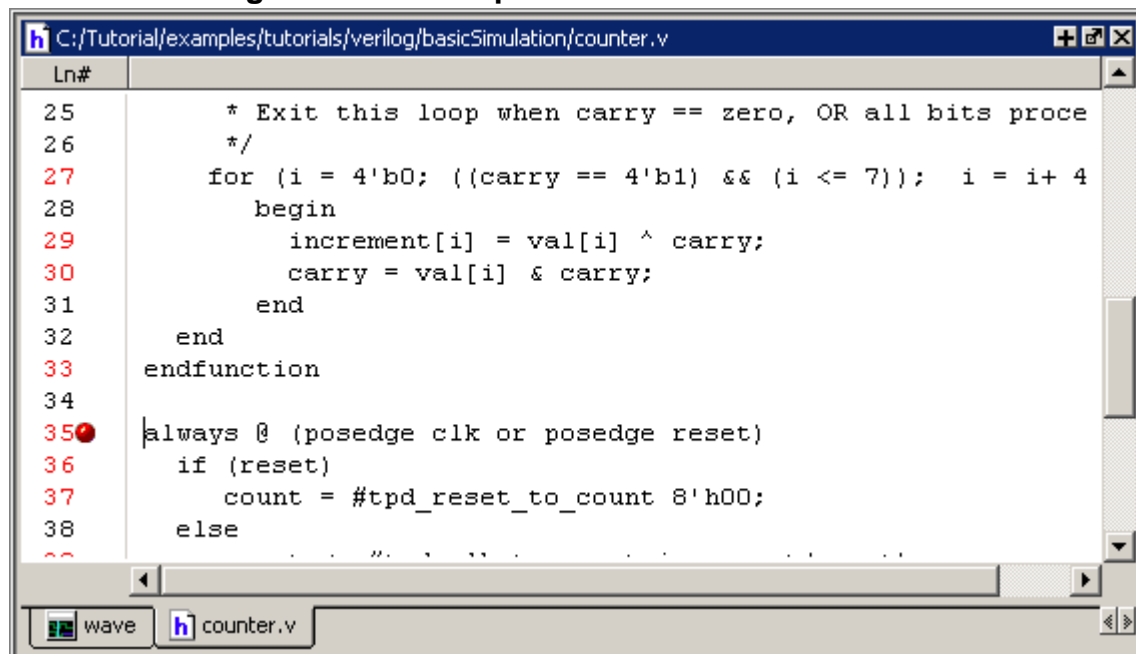 C:/Tutorial/examples/tutorials/verilog/basicSimulation/counter.v
Ln#
25 * Exit this loop when carry == zero, OR all bits proce
26 */
27 for (i = 4'b0; ((carry == 4'b1) && (i <= 7)); i = i+ 4
28 begin
29 increment[i] = val[i] ^ carry;
30 carry = val[i] & carry;
31 end
32 end
33 endfunction
34
35 always @ (posedge clk or posedge reset)
36 if (reset)
37 count = #tpd_reset_to_count 8'h00;
38 else
wave counter.v